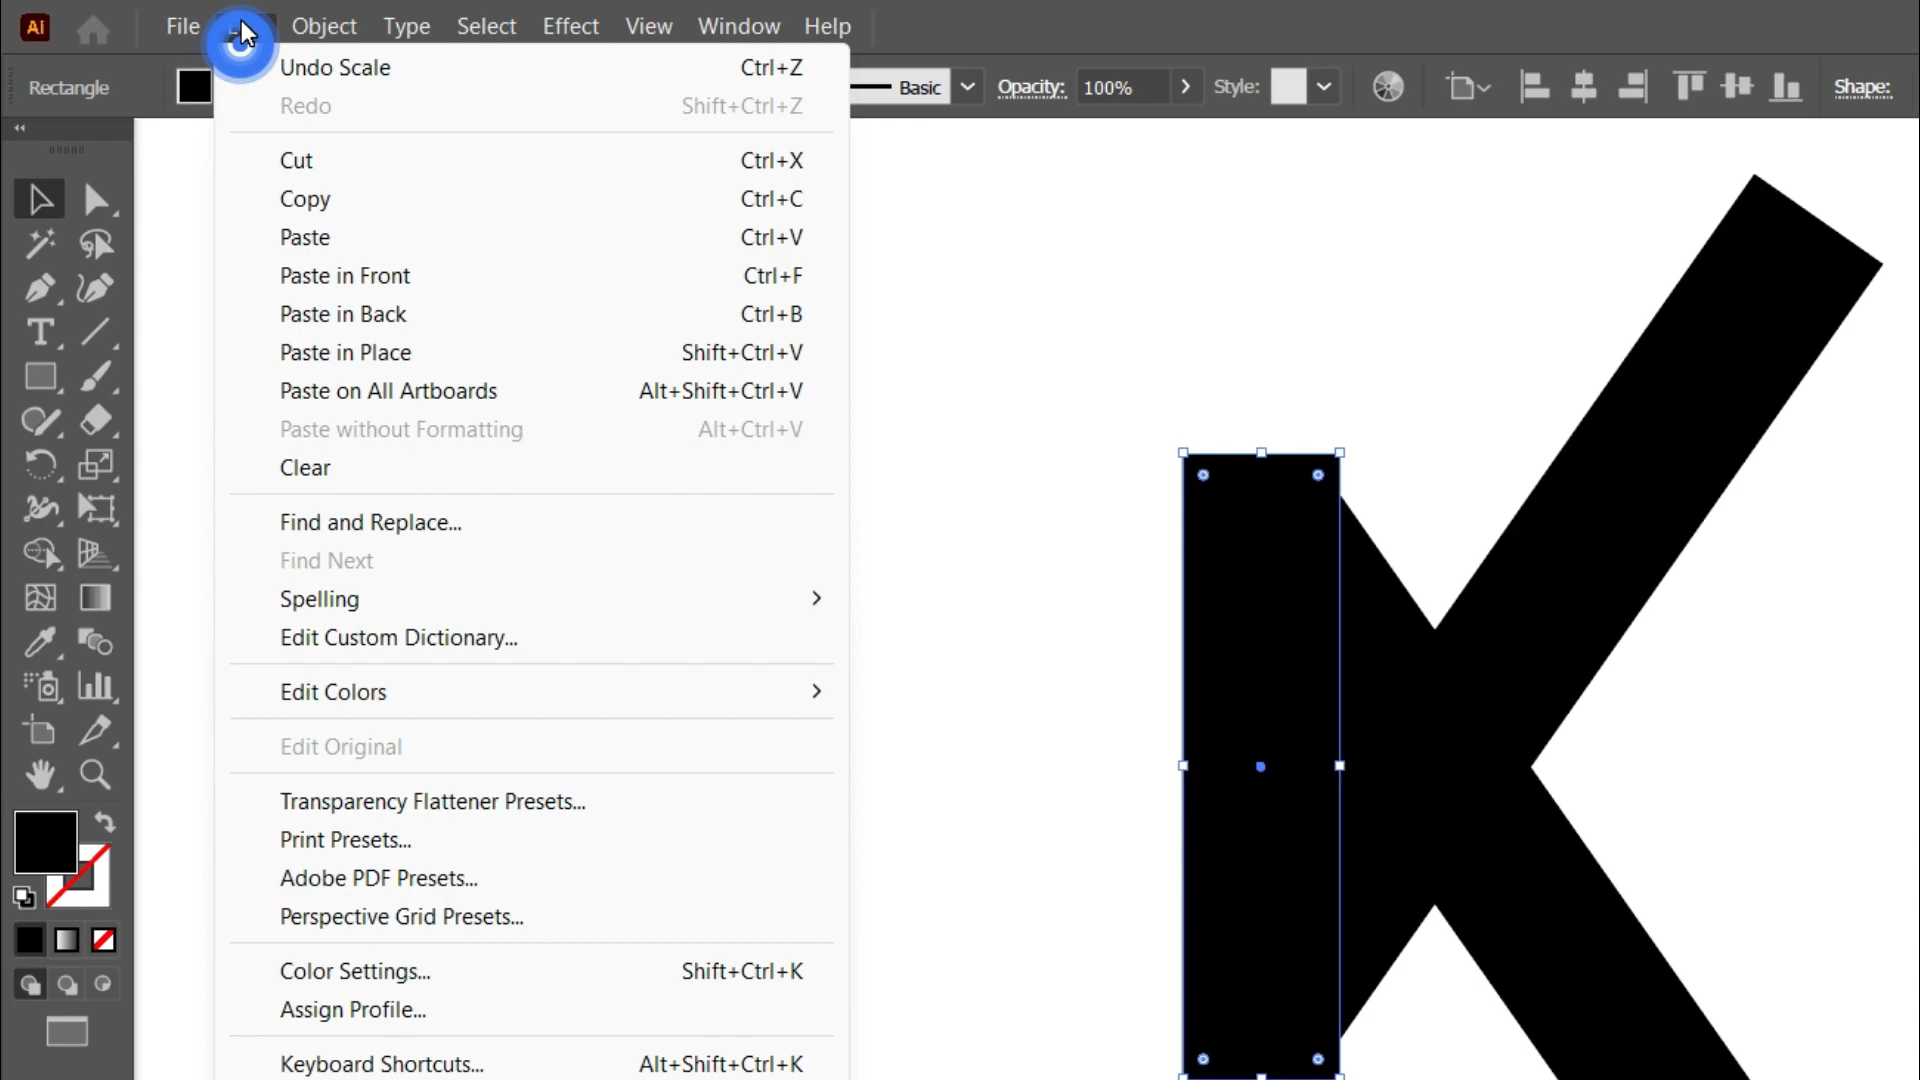 Ai
File
Object
Type
Select
Effect
View
Window
Help
Rectangle
Basic
Opacity:
100%
Style:
Shape:
Undo Scale Ctrl+Z
Redo Shift+Ctrl+Z
Cut Ctrl+X
Copy Ctrl+C
Paste Ctrl+V
Paste in Front Ctrl+F
Paste in Back Ctrl+B
Paste in Place Shift+Ctrl+V
Paste on All Artboards Alt+Shift+Ctrl+V
Paste without Formatting Alt+Ctrl+V
Clear
Find and Replace...
Find Next
Spelling
Edit Custom Dictionary...
Edit Colors
Edit Original
Transparency Flattener Presets...
Print Presets...
Adobe PDF Presets...
Perspective Grid Presets...
Color Settings... Shift+Ctrl+K
Assign Profile...
Keyboard Shortcuts... Alt+Shift+Ctrl+K